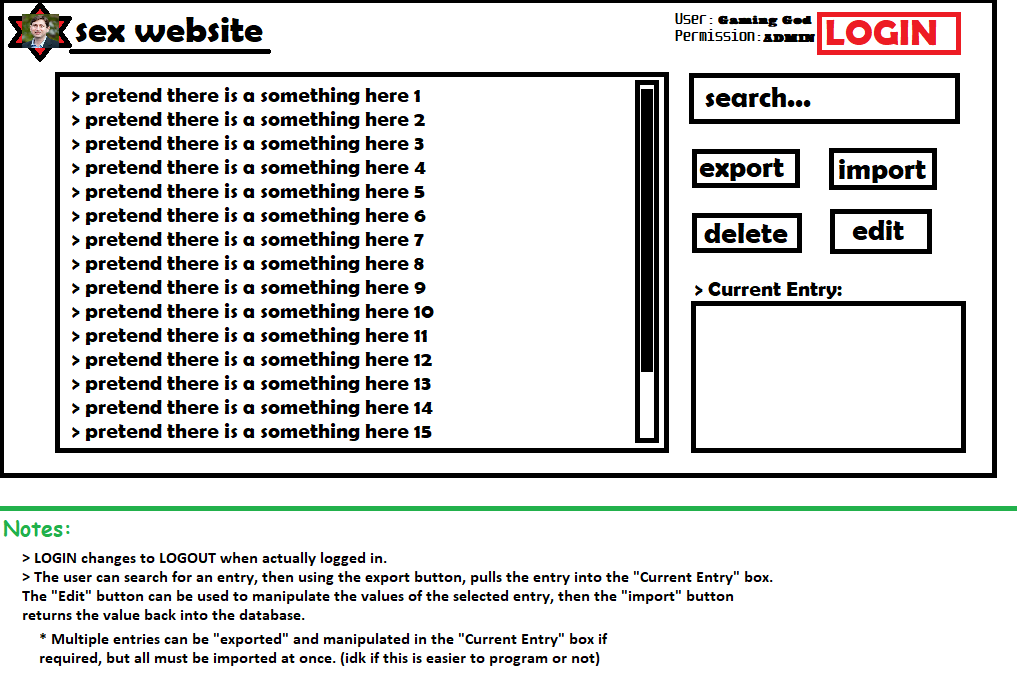 sex website
User: Gaming God
Permission: ADMIN
LOGIN
> pretend there is a something here 1
> pretend there is a something here 2
> pretend there is a something here 3
> pretend there is a something here 4
> pretend there is a something here 5
> pretend there is a something here 6
> pretend there is a something here 7
> pretend there is a something here 8
> pretend there is a something here 9
> pretend there is a something here 10
> pretend there is a something here 11
> pretend there is a something here 12
> pretend there is a something here 13
> pretend there is a something here 14
> pretend there is a something here 15
search...
export
import
delete
edit
> Current Entry:
Notes:
> LOGIN changes to LOGOUT when actually logged in.
> The user can search for an entry, then using the export button, pulls the entry into the "Current Entry" box.
The "Edit" button can be used to manipulate the values of the selected entry, then the "import" button
returns the value back into the database.
* Multiple entries can be "exported" and manipulated in the "Current Entry" box if
required, but all must be imported at once. (idk if this is easier to program or not)